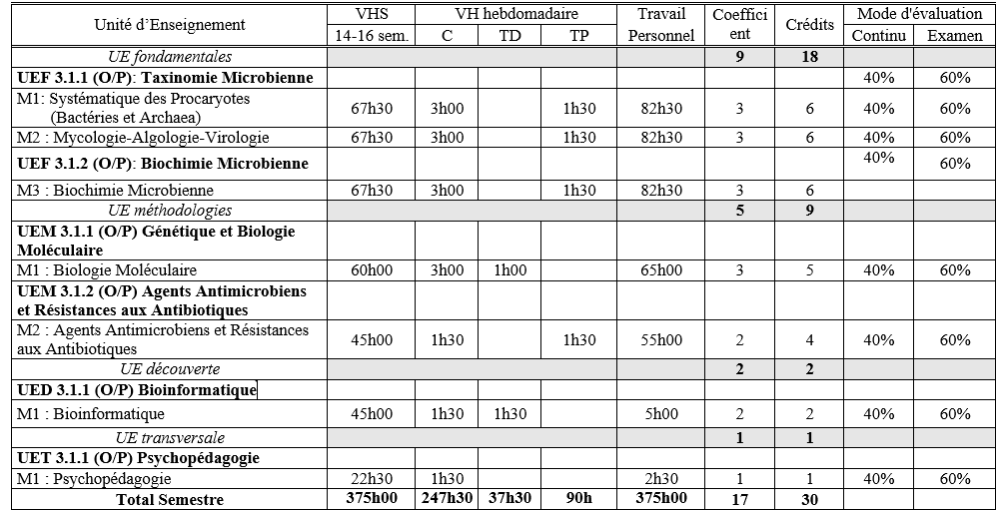 Unité d’Enseignement VHS VH hebdomadaire Travail Coeffici Crédits Mode d'évaluation
14-16 sem. C TD TP Personnel ent Continu Examen
UE fondamentales 9 18
UEF 3.1.1 (O/P): Taxinomie Microbienne 40% 60%
M1: Systématique des Procaryotes
(Bactéries et Archaea) 67h30 3h00 1h30 82h30 3 6 40% 60%
M2 : Mycologie-Algologie-Virologie 67h30 3h00 1h30 82h30 3 6 40% 60%
UEF 3.1.2 (O/P): Biochimie Microbienne 40% 60%
M3 : Biochimie Microbienne 67h30 3h00 1h30 82h30 3 6
UE méthodologies 5 9
UEM 3.1.1 (O/P) Génétique et Biologie
Moléculaire
M1 : Biologie Moléculaire 60h00 3h00 1h00 65h00 3 5 40% 60%
UEM 3.1.2 (O/P) Agents Antimicrobiens
et Résistances aux Antibiotiques
M2 : Agents Antimicrobiens et Résistances
aux Antibiotiques 45h00 1h30 1h30 55h00 2 4 40% 60%
UE découverte 2 2
UED 3.1.1 (O/P) Bioinformatique
M1 : Bioinformatique 45h00 1h30 1h30 5h00 2 2 40% 60%
UE transversale 1 1
UET 3.1.1 (O/P) Psychopédagogie
M1 : Psychopédagogie 22h30 1h30 2h30 1 1 40% 60%
Total Semestre 375h00 247h30 37h30 90h 375h00 17 30